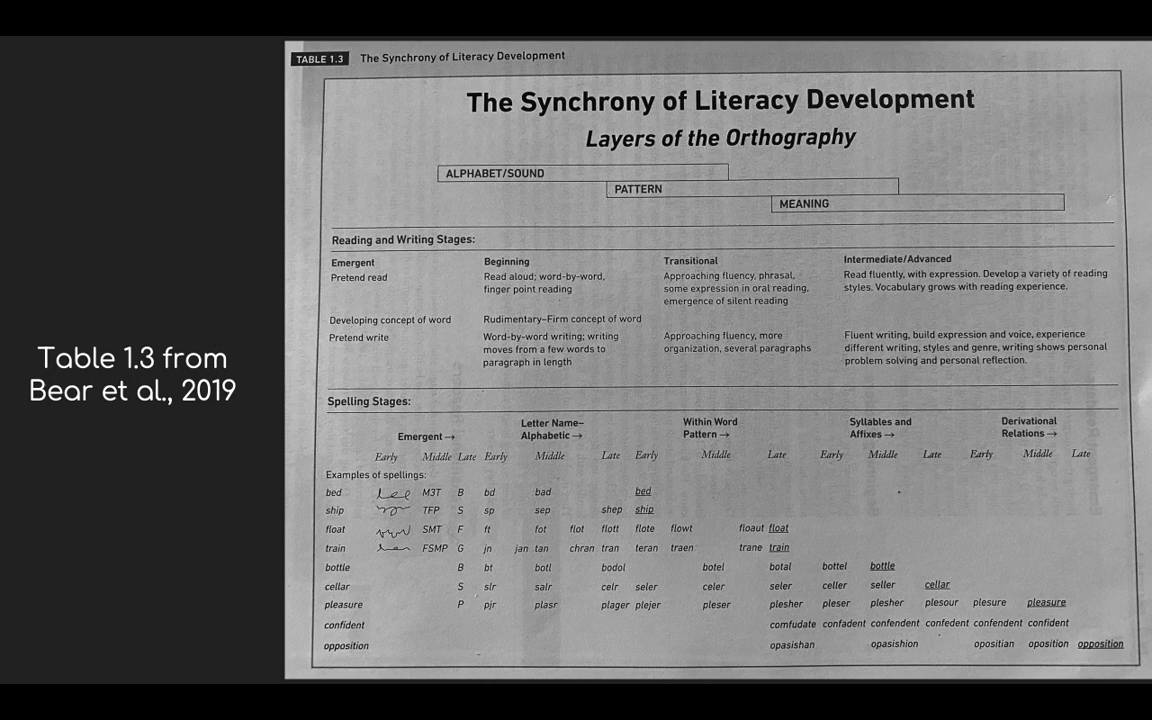 Table 1.3 from
Bear et al., 2019
TABLE 1.3 The Synchrony of Literacy Development
The Synchrony of Literacy Development
Layers of the Orthography
ALPHABET/SOUND
PATTERN
MEANING
Reading and Writing Stages:
Emergent Beginning Transitional Intermediate/Advanced
Pretend read Read aloud; word-by-word, Approaching fluency, phrasal, Read fluently, with expression. Develop a variety of reading
finger point reading some expression in oral reading, styles. Vocabulary grows with reading experience.
emergence of silent reading
Developing concept of word Rudimentary–Firm concept of word
Pretend write Word-by-word writing; writing Approaching fluency, more Fluent writing, build expression and voice, experience
moves from a few words to organization, several paragraphs different writing, styles and genre, writing shows personal
paragraph in length problem solving and personal reflection.
Spelling Stages:
Letter Name– Within Word Syllables and Derivational
Emergent → Alphabetic → Pattern → Affixes → Relations →
Early Middle Late Early Middle Late Early Middle Late Early Middle Late Early Middle Late
Examples of spellings:
bed M3T B bd bad bed
ship TFP S sp sep shep ship
float SMT F ft fot flot flott flote flowt floaut float
train FSMP G jn jan tan chran tran teran traen trane train
bottle B bt botl bodol botel botal bottel bottle
cellar S slr salr celr seler celer seler celler seller cellar
pleasure P pjr plasr plager plejer pleser plesher pleser plesher plesour plesure pleasure
confident comfudate confadent confendent confedent confendent confident
opposition opasishan opasishion opositian oposition opposition